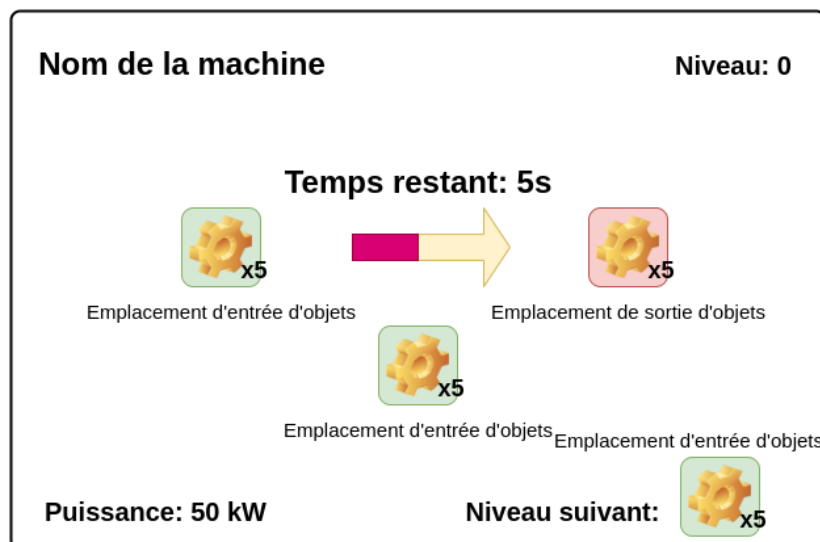 Nom de la machine
Niveau: 0
Temps restant: 5s
x5
x5
Emplacement d'entrée d'objets
Emplacement de sortie d'objets
x5
Emplacement d'entrée d'objets
Emplacement d'entrée d'objets
Puissance: 50 kW
Niveau suivant:
x5